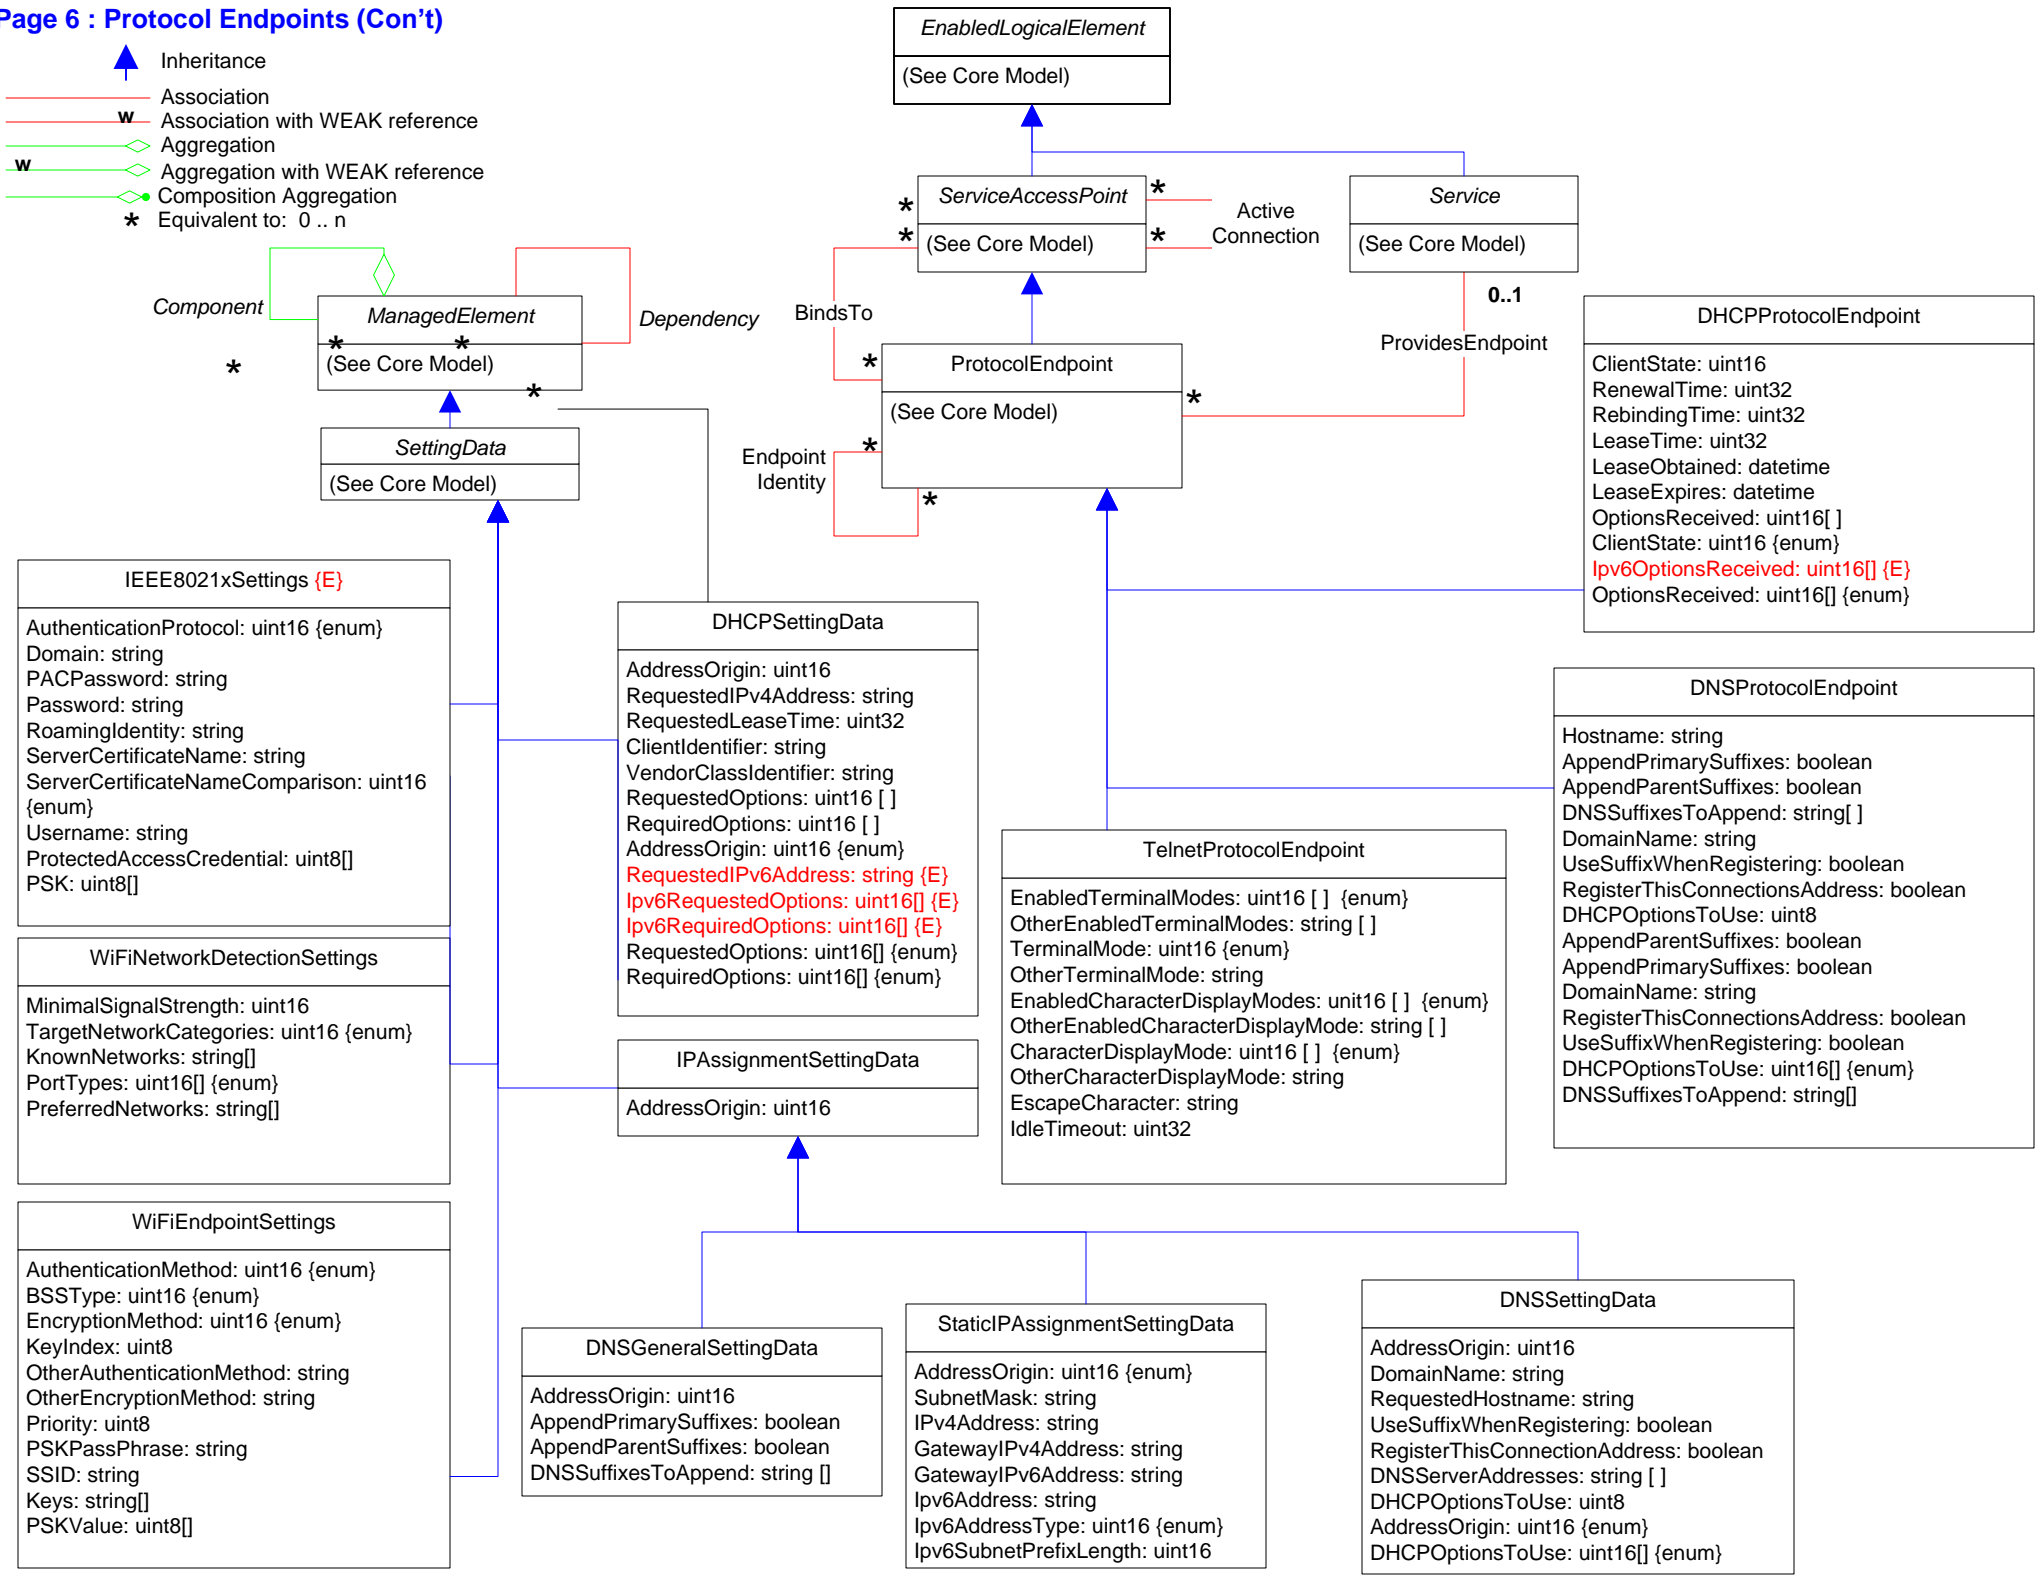 Page 6 : Protocol Endpoints (Con't)
Inheritance
Association
w Association with WEAK reference
Aggregation
w Aggregation with WEAK reference
Composition Aggregation
* Equivalent to: 0 .. n
EnabledLogicalElement
(See Core Model)
ServiceAccessPoint
(See Core Model)
*
*
*
*
Active
Connection
Service
(See Core Model)
0..1
ProvidesEndpoint
*
BindsTo
*
Component
*
ManagedElement
(See Core Model)
*
*
*
Dependency
SettingData
(See Core Model)
ProtocolEndpoint
(See Core Model)
Endpoint
Identity
*
*
DHCPProtocolEndpoint
ClientState: uint16
RenewalTime: uint32
RebindingTime: uint32
LeaseTime: uint32
LeaseObtained: datetime
LeaseExpires: datetime
OptionsReceived: uint16[ ]
ClientState: uint16 {enum}
Ipv6OptionsReceived: uint16[] {E}
OptionsReceived: uint16[] {enum}
IEEE8021xSettings {E}
AuthenticationProtocol: uint16 {enum}
Domain: string
PACPassword: string
Password: string
RoamingIdentity: string
ServerCertificateName: string
ServerCertificateNameComparison: uint16
{enum}
Username: string
ProtectedAccessCredential: uint8[]
PSK: uint8[]
DHCPSettingData
AddressOrigin: uint16
RequestedIPv4Address: string
RequestedLeaseTime: uint32
ClientIdentifier: string
VendorClassIdentifier: string
RequestedOptions: uint16 [ ]
RequiredOptions: uint16 [ ]
AddressOrigin: uint16 {enum}
RequestedIPv6Address: string {E}
Ipv6RequestedOptions: uint16[] {E}
Ipv6RequiredOptions: uint16[] {E}
RequestedOptions: uint16[] {enum}
RequiredOptions: uint16[] {enum}
DNSProtocolEndpoint
Hostname: string
AppendPrimarySuffixes: boolean
AppendParentSuffixes: boolean
DNSSuffixesToAppend: string[ ]
DomainName: string
UseSuffixWhenRegistering: boolean
RegisterThisConnectionsAddress: boolean
DHCPOptionsToUse: uint8
AppendParentSuffixes: boolean
AppendPrimarySuffixes: boolean
DomainName: string
RegisterThisConnectionsAddress: boolean
UseSuffixWhenRegistering: boolean
DHCPOptionsToUse: uint16[] {enum}
DNSSuffixesToAppend: string[]
TelnetProtocolEndpoint
EnabledTerminalModes: uint16 [ ] {enum}
OtherEnabledTerminalModes: string [ ]
TerminalMode: uint16 {enum}
OtherTerminalMode: string
EnabledCharacterDisplayModes: unit16 [ ] {enum}
OtherEnabledCharacterDisplayMode: string [ ]
CharacterDisplayMode: uint16 [ ] {enum}
OtherCharacterDisplayMode: string
EscapeCharacter: string
IdleTimeout: uint32
WiFiNetworkDetectionSettings
MinimalSignalStrength: uint16
TargetNetworkCategories: uint16 {enum}
KnownNetworks: string[]
PortTypes: uint16[] {enum}
PreferredNetworks: string[]
IPAssignmentSettingData
AddressOrigin: uint16
WiFiEndpointSettings
AuthenticationMethod: uint16 {enum}
BSSType: uint16 {enum}
EncryptionMethod: uint16 {enum}
KeyIndex: uint8
OtherAuthenticationMethod: string
OtherEncryptionMethod: string
Priority: uint8
PSKPassPhrase: string
SSID: string
Keys: string[]
PSKValue: uint8[]
DNSGeneralSettingData
AddressOrigin: uint16
AppendPrimarySuffixes: boolean
AppendParentSuffixes: boolean
DNSSuffixesToAppend: string []
StaticIPAssignmentSettingData
AddressOrigin: uint16 {enum}
SubnetMask: string
IPv4Address: string
GatewayIPv4Address: string
GatewayIPv6Address: string
Ipv6Address: string
Ipv6AddressType: uint16 {enum}
Ipv6SubnetPrefixLength: uint16
DNSSettingData
AddressOrigin: uint16
DomainName: string
RequestedHostname: string
UseSuffixWhenRegistering: boolean
RegisterThisConnectionAddress: boolean
DNSServerAddresses: string [ ]
DHCPOptionsToUse: uint8
AddressOrigin: uint16 {enum}
DHCPOptionsToUse: uint16[] {enum}